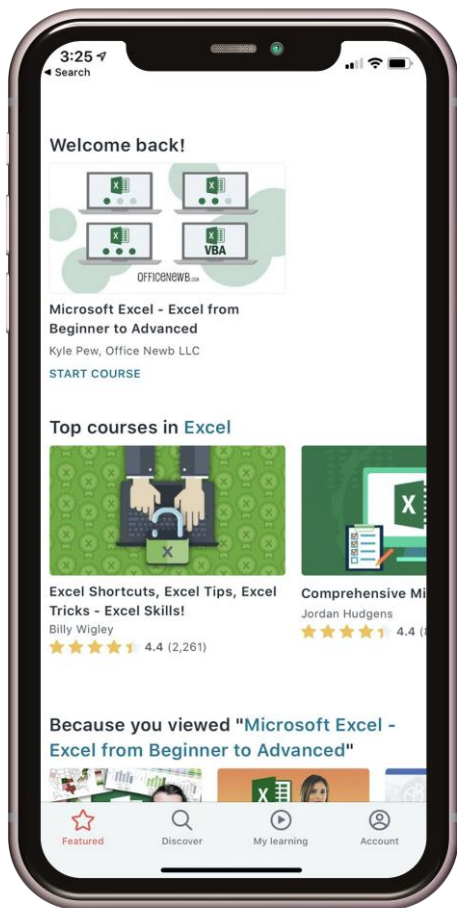 3:25
Search
Welcome back!
X
X
X
X
VBA
OFFICENEWB.COM
Microsoft Excel - Excel from
Beginner to Advanced
Kyle Pew, Office Newb LLC
START COURSE
Top courses in Excel
X
X
Excel Shortcuts, Excel Tips, Excel
Tricks - Excel Skills!
Billy Wigley
4.4 (2,261)
Comprehensive Mi
Jordan Hudgens
4.4 (
Because you viewed "Microsoft Excel -
Excel from Beginner to Advanced"
X
Featured
Discover
My learning
Account